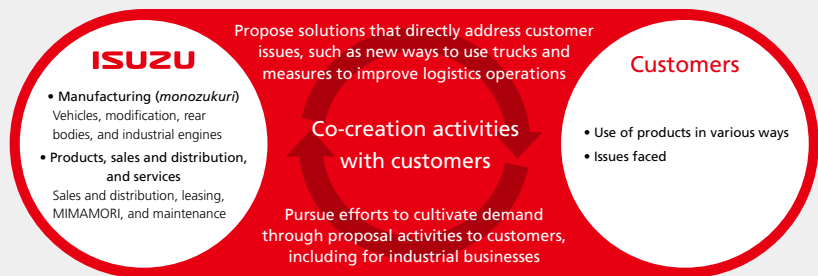 ISUZU
• Manufacturing (monozukuri)
Vehicles, modification, rear
bodies, and industrial engines
• Products, sales and distribution,
and services
Sales and distribution, leasing,
MIMAMORI, and maintenance
Propose solutions that directly address customer
issues, such as new ways to use trucks and
measures to improve logistics operations
Co-creation activities
with customers
Pursue efforts to cultivate demand
through proposal activities to customers,
including for industrial businesses
Customers
• Use of products in various ways
• Issues faced